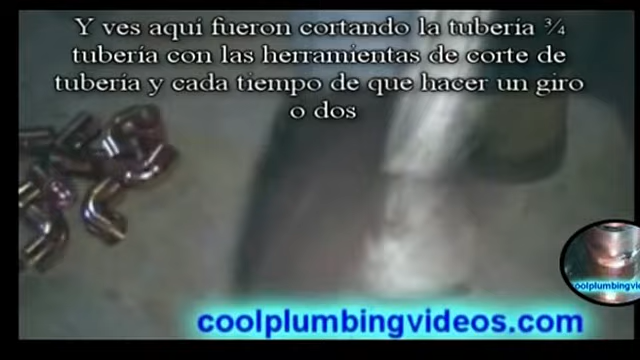 Y ves aquí fueron cortando la tubería ¾
tubería con las herramientas de corte de
tubería y cada tiempo de que hacer un giro
o dos
oolplumbingvi
coolplumbingvideos.com